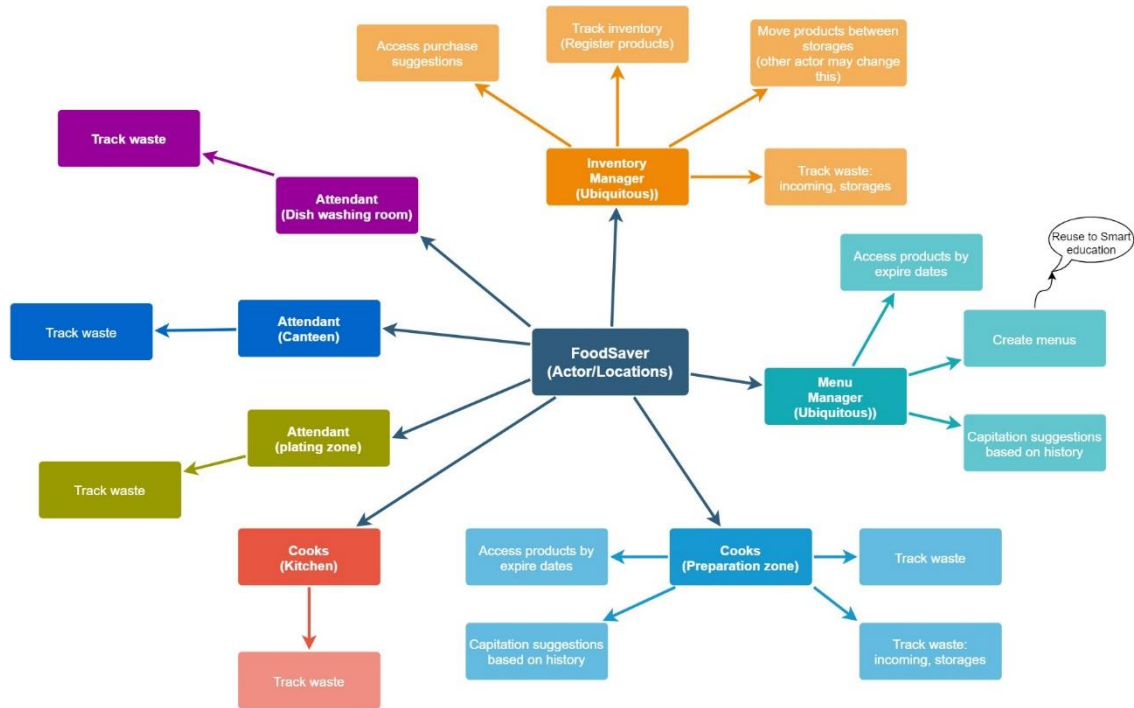 Access purchase
suggestions
Track inventory
(Register products)
Move products between
storages
(other actor may change
this)
Track waste
Attendant
(Dish washing room)
Inventory
Manager
(Ubiquitous))
Track waste:
incoming, storages
Reuse to Smart
education
Access products by
expire dates
Track waste
Attendant
(Canteen)
FoodSaver
(Actor/Locations)
Create menus
Menu
Manager
(Ubiquitous))
Attendant
(plating zone)
Capitation suggestions
based on history
Track waste
Cooks
(Kitchen)
Access products by
expire dates
Cooks
(Preparation zone)
Track waste
Capitation suggestions
based on history
Track waste:
incoming, storages
Track waste